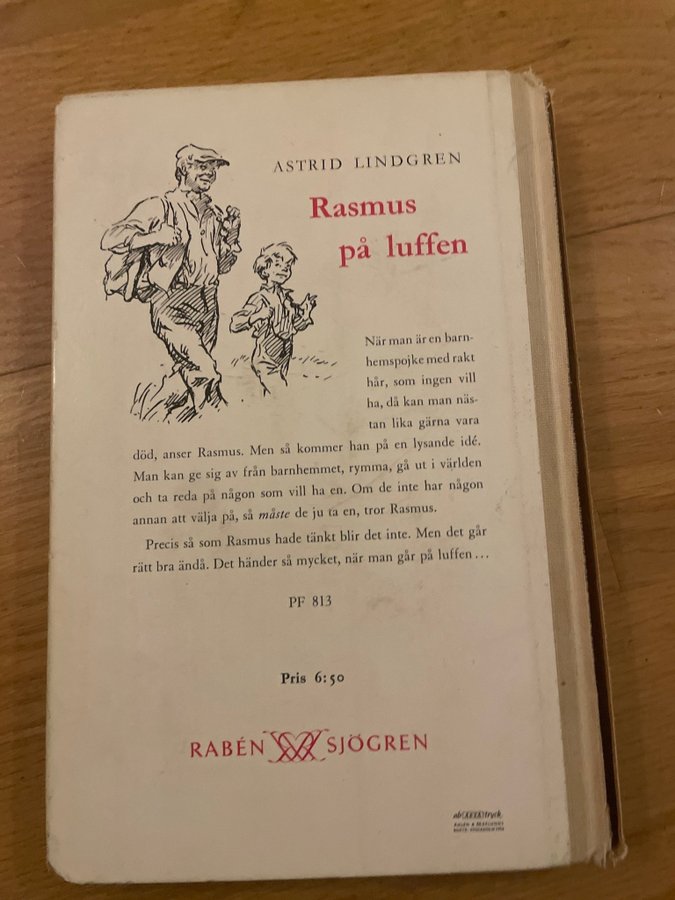 ASTRID LINDGREN
Rasmus
på luffen
När man är en barn-
hemspojke med rakt
hår, som ingen vill
ha, då kan man näs-
tan lika gärna vara
död, anser Rasmus. Men så kommer han på en lysande idé.
Man kan ge sig av från barnhemmet, rymma, gå ut i världen
och ta reda på någon som vill ha en. Om de inte har någon
annan att välja på, så måste de ju ta en, tror Rasmus.
Precis så som Rasmus hade tänkt blir det inte. Men det går
rätt bra ändå. Det händer så mycket, när man går på luffen ...
PF 813
Pris 6:50
RABÉN SJÖGREN
tryck